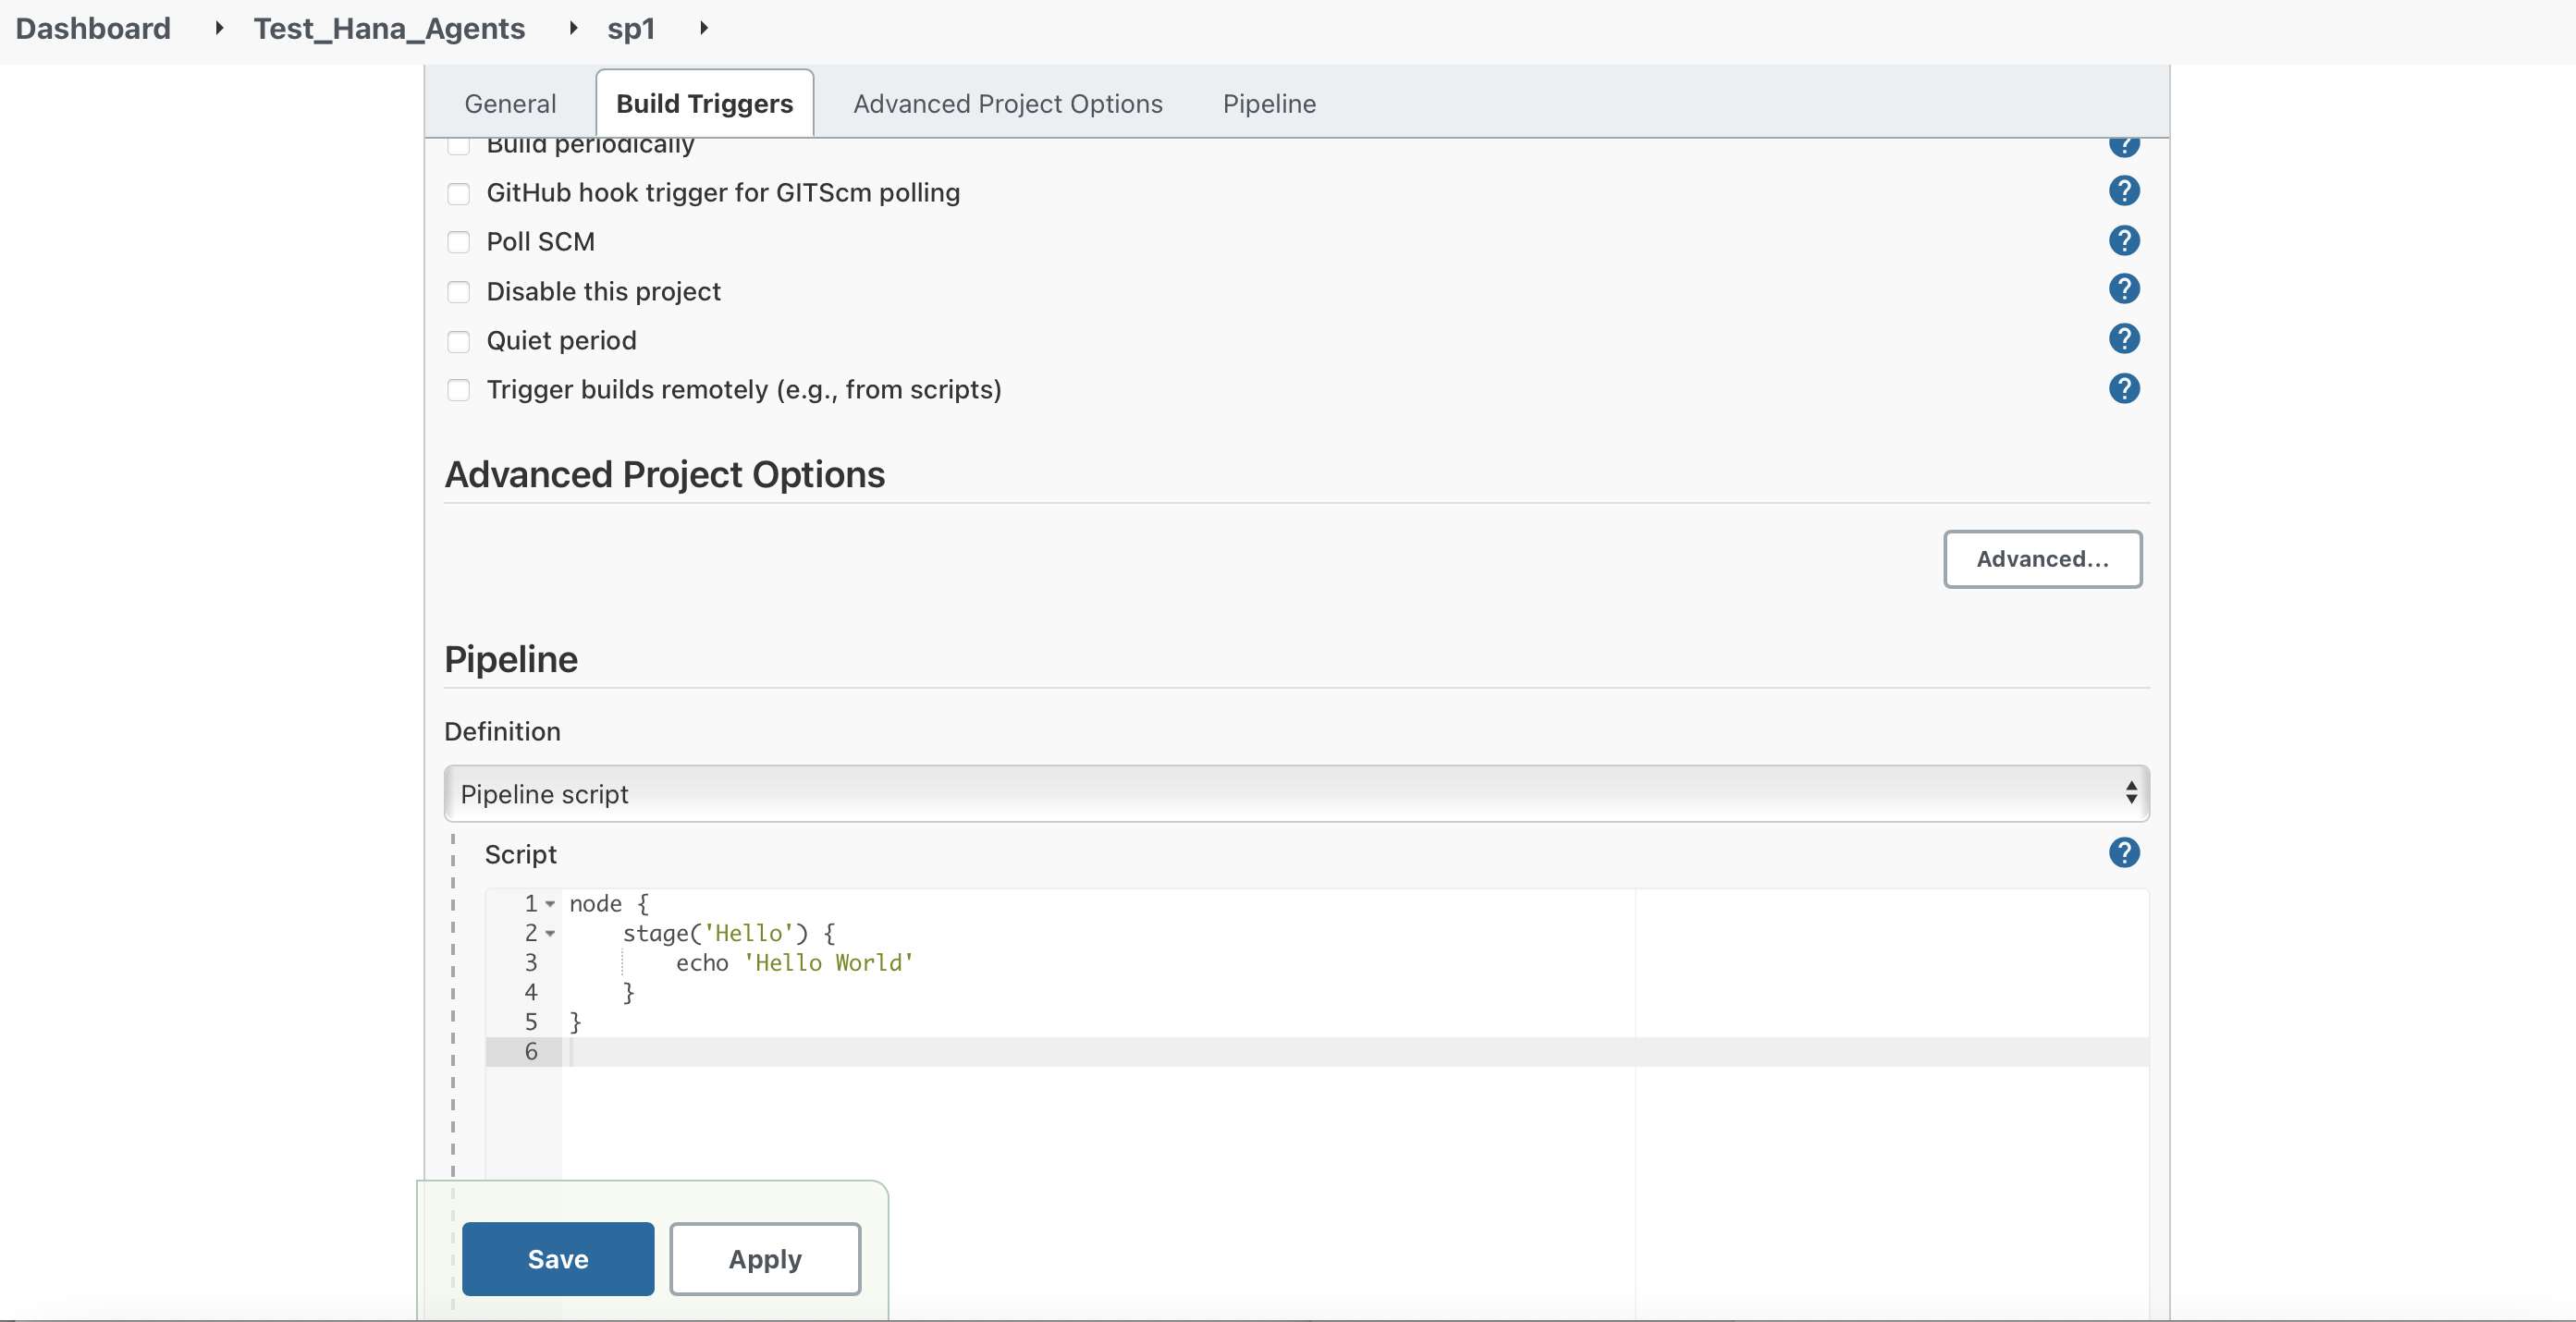 Dashboard Test_Hana_Agents sp1
General Build Triggers Advanced Project Options Pipeline
Build periodically ?
GitHub hook trigger for GITScm polling ?
Poll SCM ?
Disable this project ?
Quiet period ?
Trigger builds remotely (e.g., from scripts) ?
Advanced Project Options
Advanced...
Pipeline
Definition
Pipeline script
Script ?
1 node {
2 stage('Hello') {
3 echo 'Hello World'
4 }
5 }
6
Save Apply